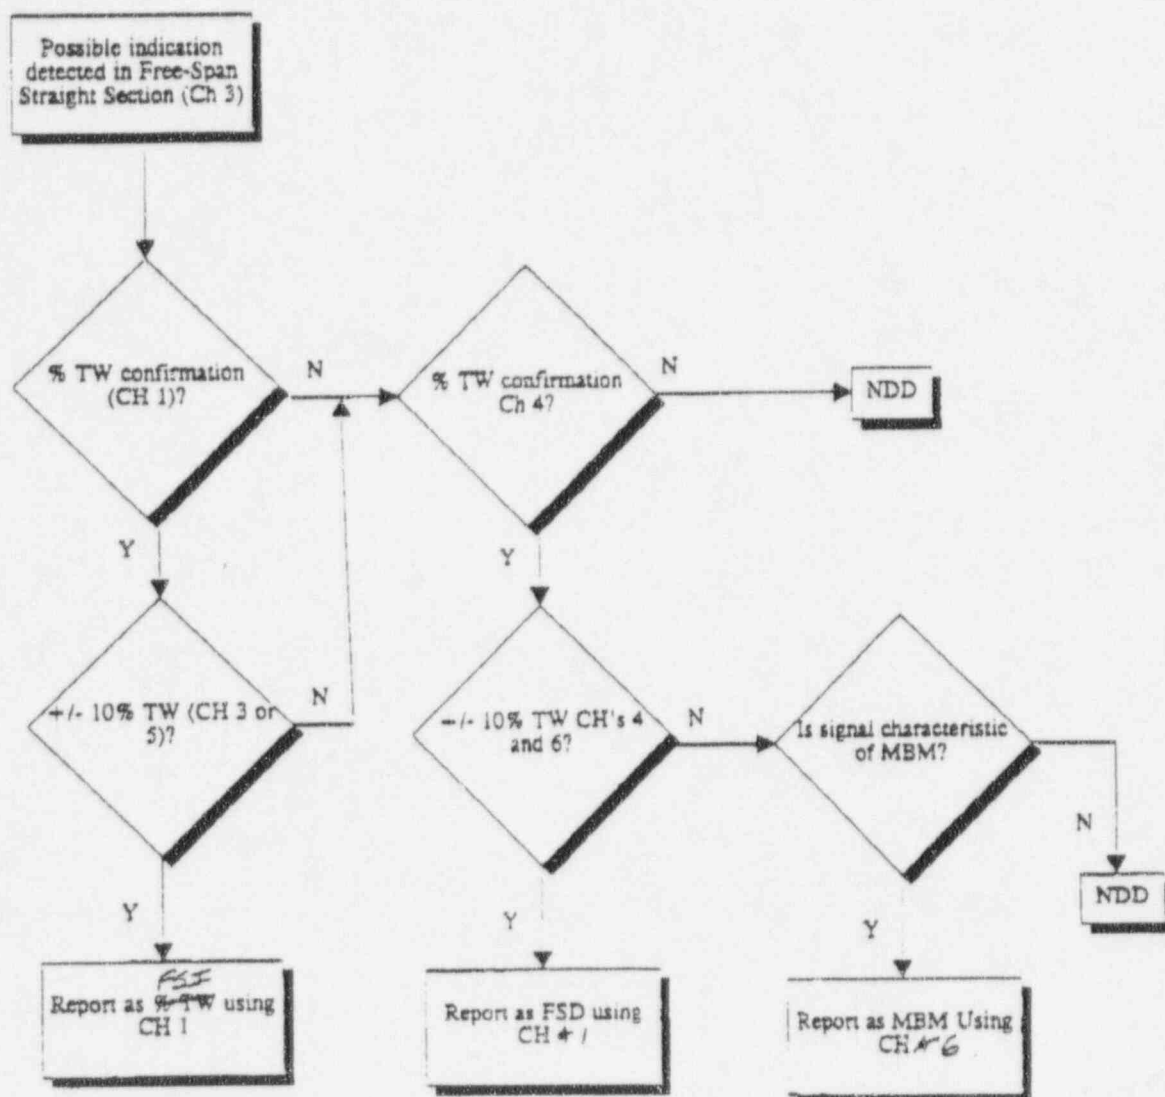 Possible indication
detected in Free-Span
Straight Section (Ch 3)
% TW confirmation
(CH 1)?
N
% TW confirmation
Ch 4?
N
NDD
Y
Y
+/- 10% TW (CH 3 or
5)?
N
+/- 10% TW CH's 4
and 6?
N
Is signal characteristic
of MBM?
N
NDD
Y
Y
Y
FSI
Report as % TW using
CH 1
Report as FSD using
CH 4 1
Report as MBM Using
CH 4 6